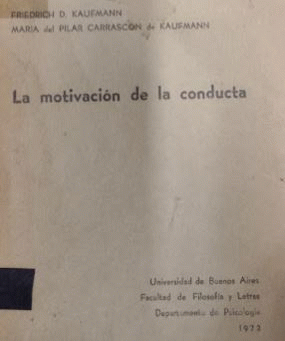 FRIEDRICH D. KAUFMANN
MARIA del PILAR CARRASCON de KAUFMANN
La motivación de la conducta
Universidad de Buenos Aires
Facultad de Filosofía y Letras
Departamento de Psicología
1973